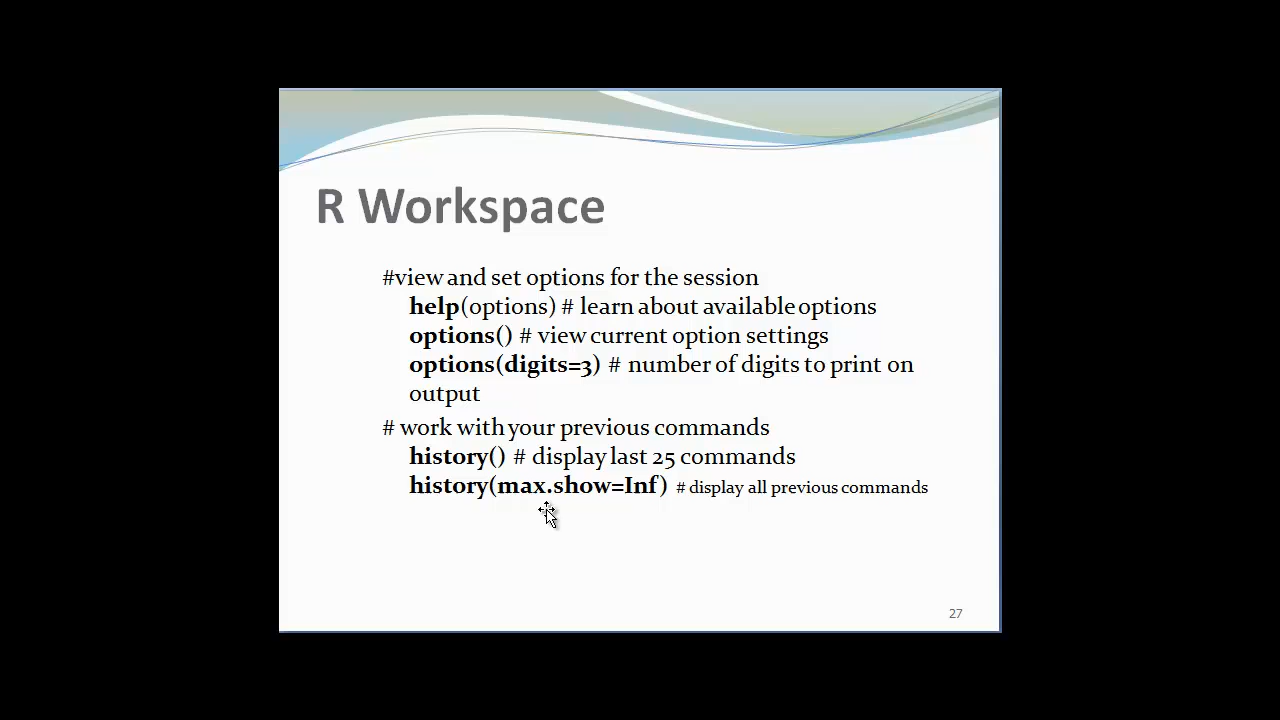 R Workspace
#view and set options for the session
help(options) # learn about available options
options() # view current option settings
options(digits=3) # number of digits to print on
output
# work with your previous commands
history() # display last 25 commands
history(max.show=Inf) # display all previous commands
27